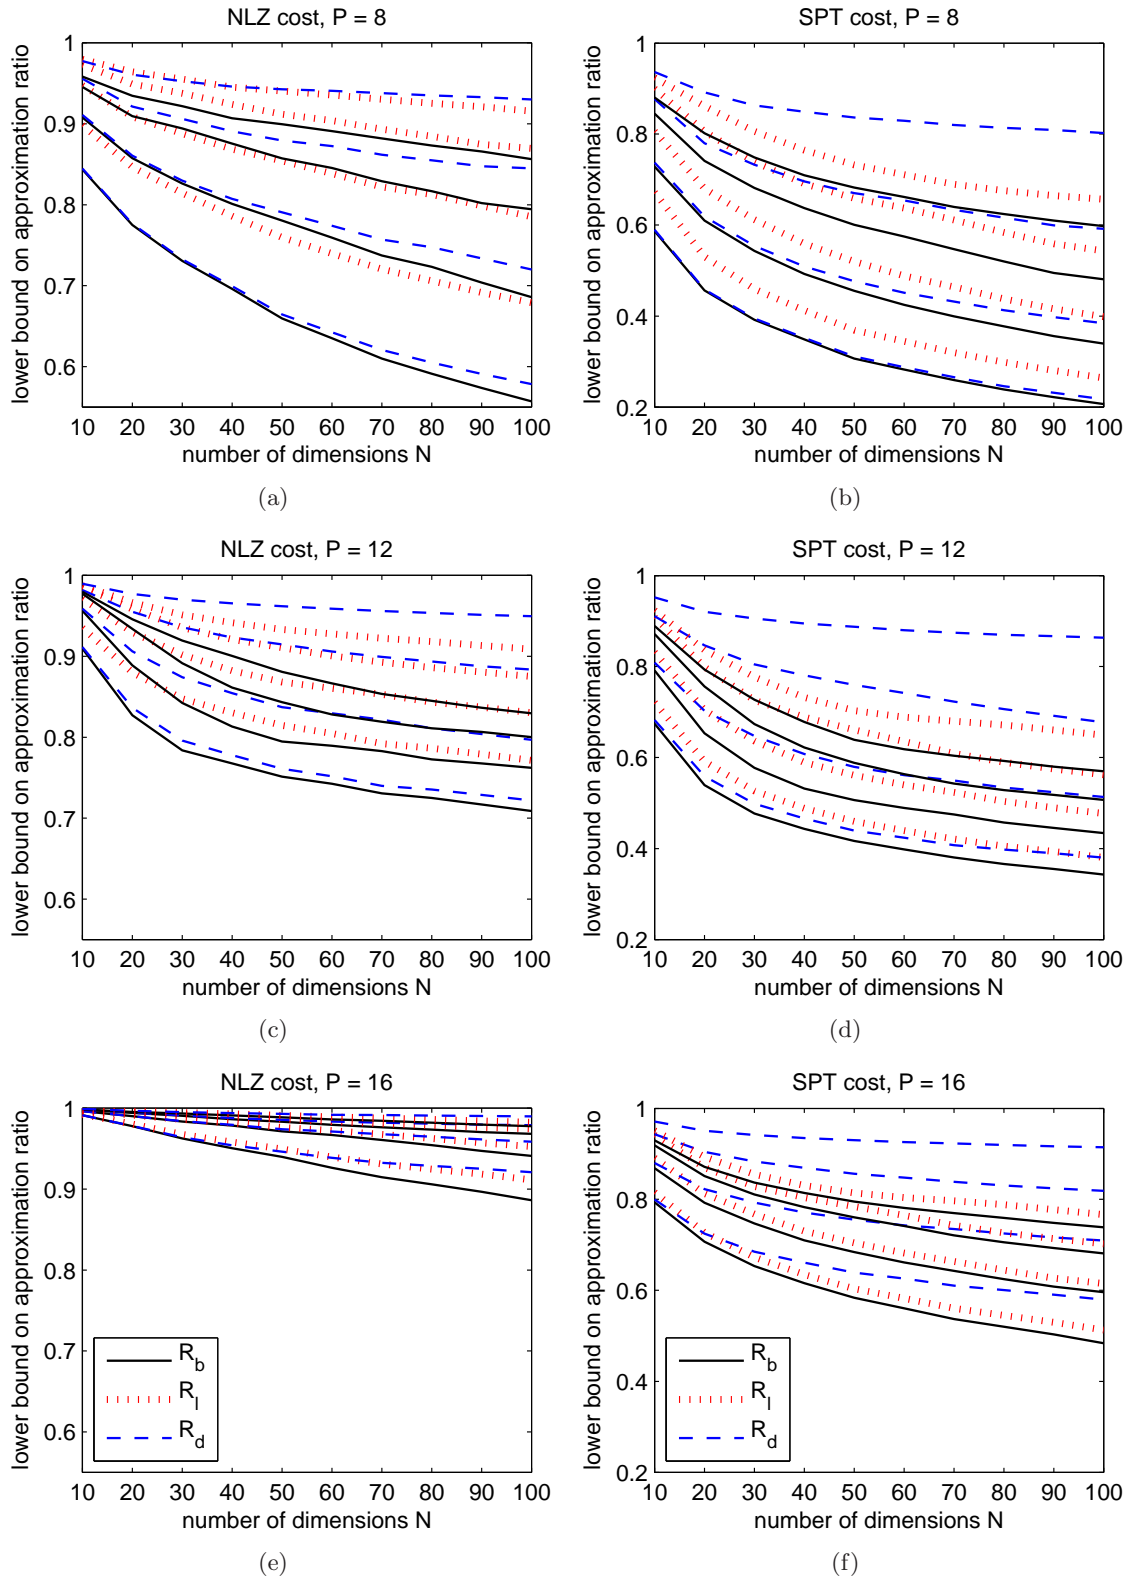 NLZ cost, P = 8
lower bound on approximation ratio
1
0.9
0.8
0.7
0.6
10 20 30 40 50 60 70 80 90 100
number of dimensions N
(a)
SPT cost, P = 8
lower bound on approximation ratio
1
0.8
0.6
0.4
0.2
10 20 30 40 50 60 70 80 90 100
number of dimensions N
(b)
NLZ cost, P = 12
lower bound on approximation ratio
1
0.9
0.8
0.7
0.6
10 20 30 40 50 60 70 80 90 100
number of dimensions N
(c)
SPT cost, P = 12
lower bound on approximation ratio
1
0.8
0.6
0.4
0.2
10 20 30 40 50 60 70 80 90 100
number of dimensions N
(d)
NLZ cost, P = 16
lower bound on approximation ratio
1
0.9
0.8
0.7
0.6
R_b
R_l
R_d
10 20 30 40 50 60 70 80 90 100
number of dimensions N
(e)
SPT cost, P = 16
lower bound on approximation ratio
1
0.8
0.6
0.4
0.2
R_b
R_l
R_d
10 20 30 40 50 60 70 80 90 100
number of dimensions N
(f)